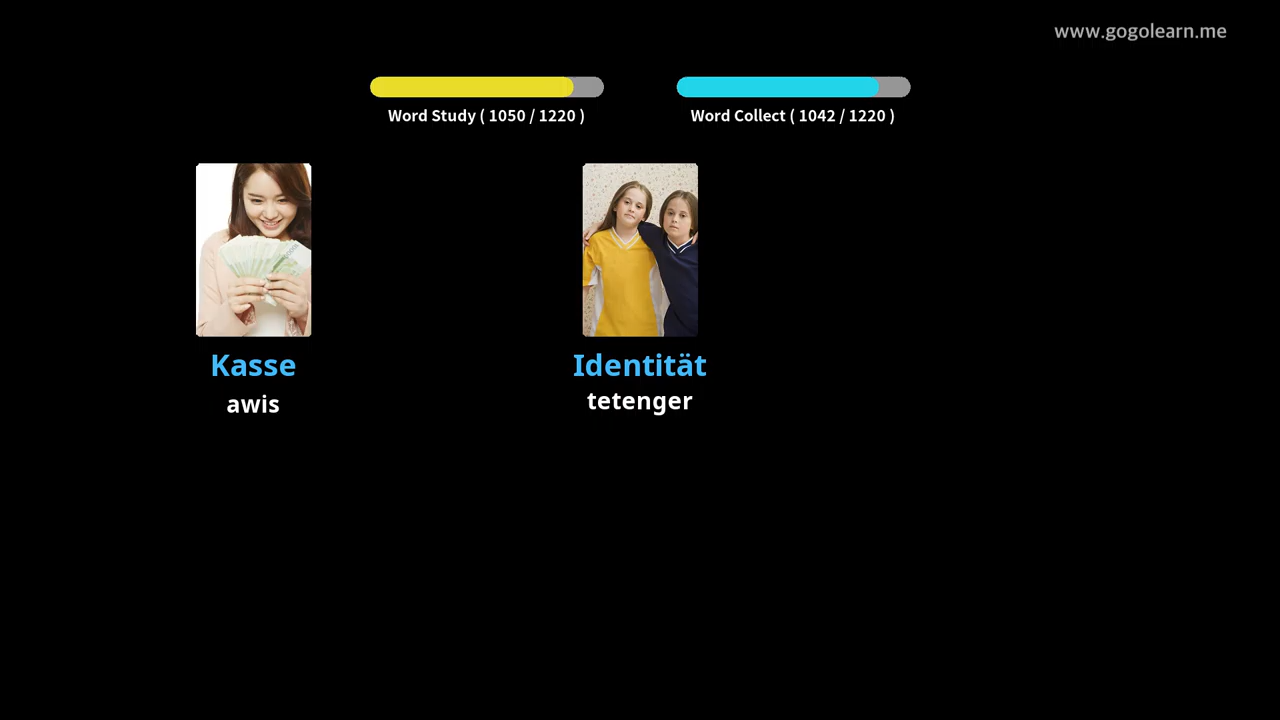 www.gogolearn.me
Word Study ( 1050 / 1220 )
Word Collect ( 1042 / 1220 )
Kasse
awis
Identität
tetenger